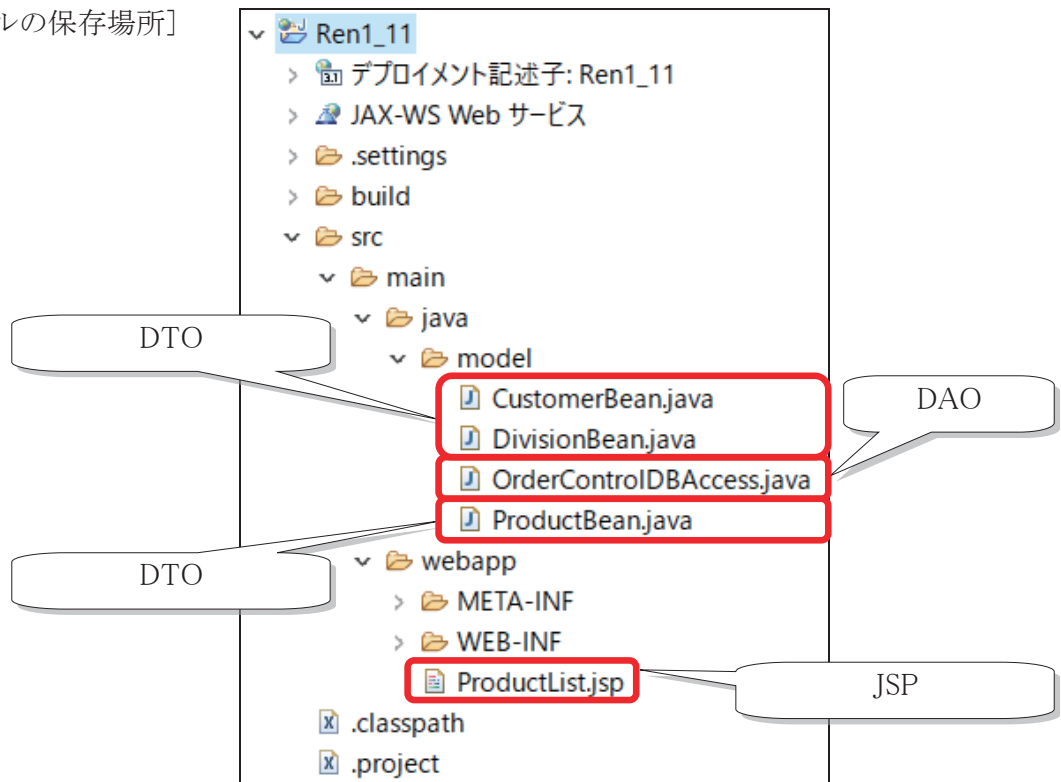 ルの保存場所]
Ren1_11
デプロイメント記述子: Ren1_11
JAX-WS Web サービス
.settings
build
src
main
java
DTO
model
CustomerBean.java
DAO
DivisionBean.java
OrderControlDBAccess.java
ProductBean.java
webapp
DTO
META-INF
WEB-INF
ProductList.jsp
JSP
.classpath
.project